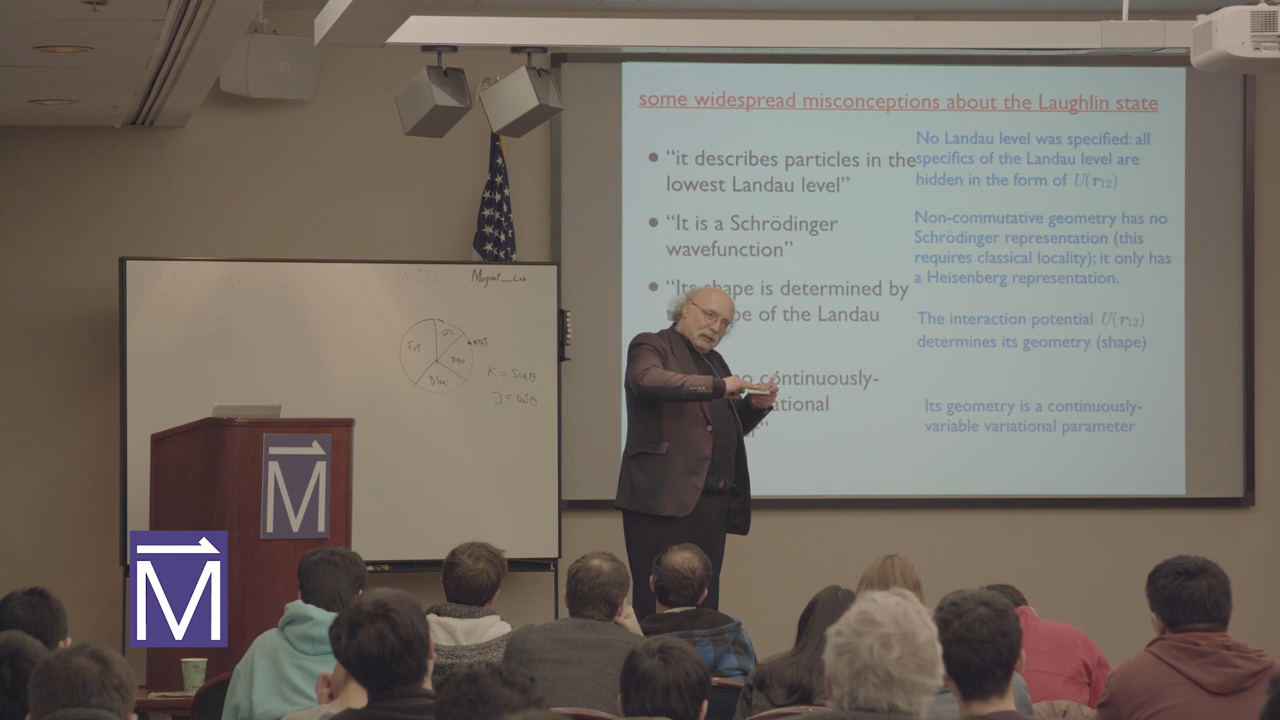 some widespread misconceptions about the Laughlin state
“it describes particles in the
lowest Landau level”
“It is a Schrödinger
wavefunction”
“Its shape is determined by
of the Landau
continuously-
No Landau level was specified: all
specifics of the Landau level are
hidden in the form of U(r12)
Non-commutative geometry has no
Schrödinger representation (this
requires classical locality); it only has
a Heisenberg representation.
The interaction potential U(r12)
determines its geometry (shape)
Its geometry is a continuously-
variable variational parameter
K = sinθ
J = cosθ
M
M